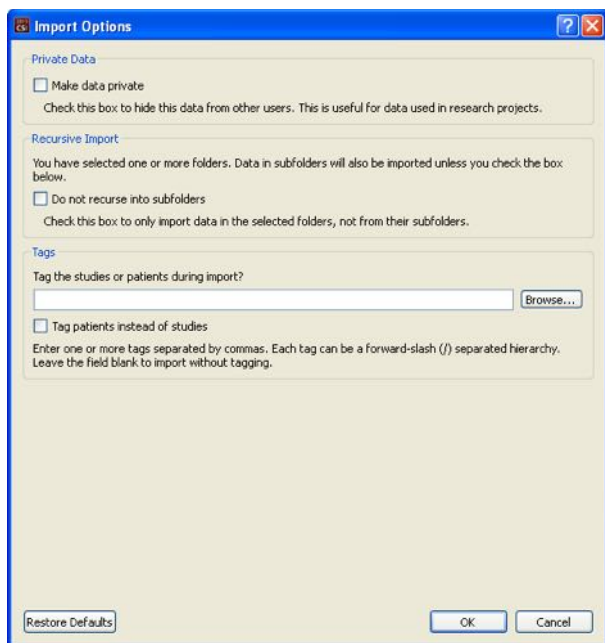 Import Options
Private Data
Make data private
Check this box to hide this data from other users. This is useful for data used in research projects.
Recursive Import
You have selected one or more folders. Data in subfolders will also be imported unless you check the box
below.
Do not recurse into subfolders
Check this box to only import data in the selected folders, not from their subfolders.
Tags
Tag the studies or patients during import?
Browse...
Tag patients instead of studies
Enter one or more tags separated by commas. Each tag can be a forward-slash (/) separated hierarchy.
Leave the field blank to import without tagging.
Restore Defaults
OK
Cancel